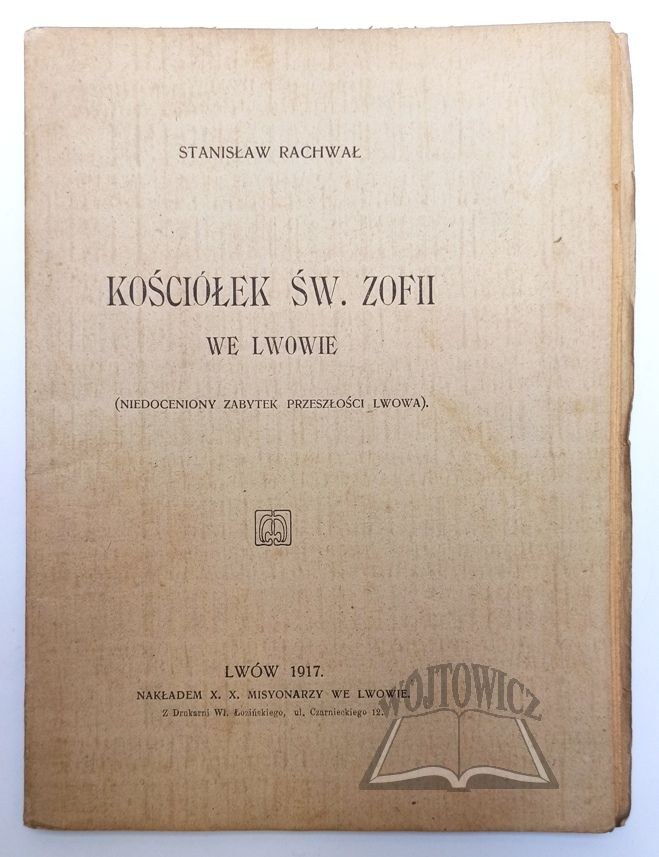 STANISŁAW RACHWAŁ
KOŚCIÓŁEK ŚW. ZOFII
WE LWOWIE
(NIEDOCENIONY ZABYTEK PRZESZŁOŚCI LWOWA).
LWÓW 1917.
NAKŁADEM X. X. MISYONARZY WE LWOWIE.
Z Drukarni Wł. Łozińskiego, ul. Czarnieckiego 12.
WÓJTOWICZ